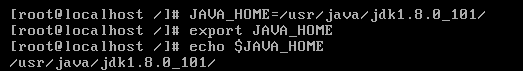 [root@localhost /]# JAVA_HOME=/usr/java/jdk1.8.0_101/
[root@localhost /]# export JAVA_HOME
[root@localhost /]# echo $JAVA_HOME
/usr/java/jdk1.8.0_101/